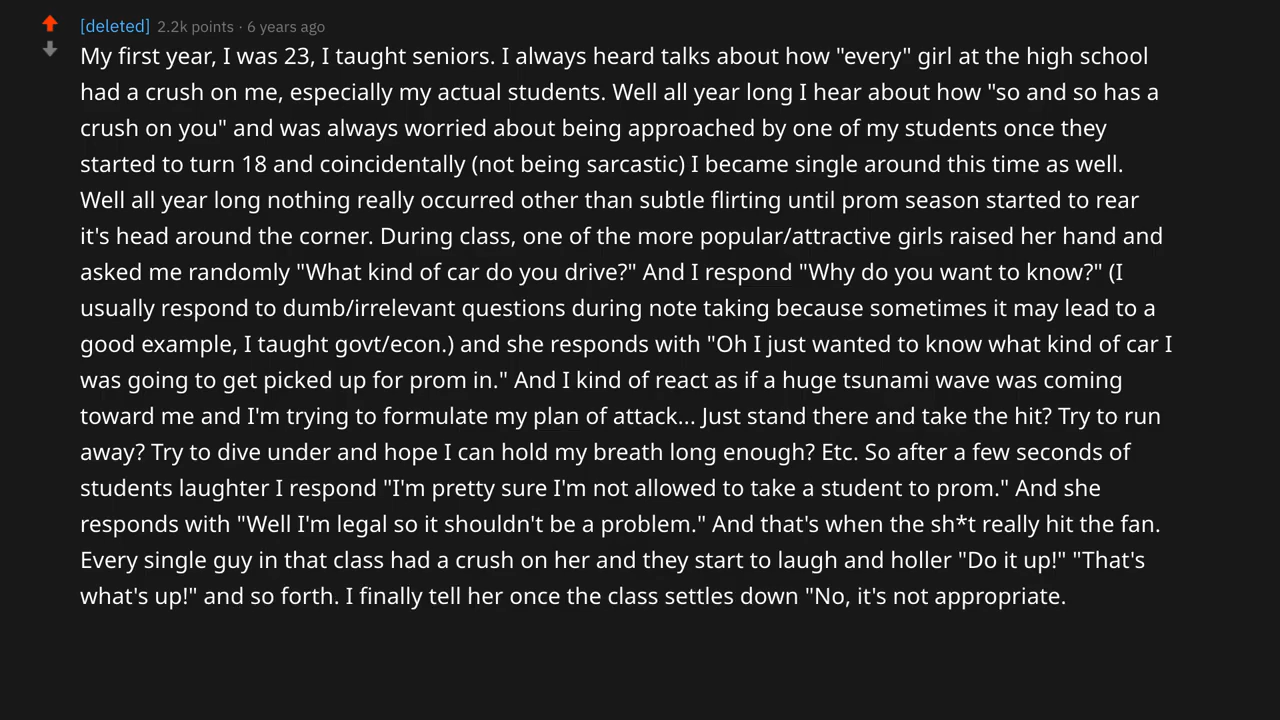 [deleted] 2.2k points · 6 years ago
My first year, I was 23, I taught seniors. I always heard talks about how "every" girl at the high school
had a crush on me, especially my actual students. Well all year long I hear about how "so and so has a
crush on you" and was always worried about being approached by one of my students once they
started to turn 18 and coincidentally (not being sarcastic) I became single around this time as well.
Well all year long nothing really occurred other than subtle flirting until prom season started to rear
it's head around the corner. During class, one of the more popular/attractive girls raised her hand and
asked me randomly "What kind of car do you drive?" And I respond "Why do you want to know?" (I
usually respond to dumb/irrelevant questions during note taking because sometimes it may lead to a
good example, I taught govt/econ.) and she responds with "Oh I just wanted to know what kind of car I
was going to get picked up for prom in." And I kind of react as if a huge tsunami wave was coming
toward me and I'm trying to formulate my plan of attack... Just stand there and take the hit? Try to run
away? Try to dive under and hope I can hold my breath long enough? Etc. So after a few seconds of
students laughter I respond "I'm pretty sure I'm not allowed to take a student to prom." And she
responds with "Well I'm legal so it shouldn't be a problem." And that's when the sh*t really hit the fan.
Every single guy in that class had a crush on her and they start to laugh and holler "Do it up!" "That's
what's up!" and so forth. I finally tell her once the class settles down "No, it's not appropriate.